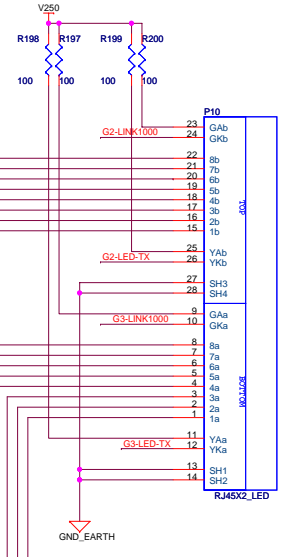 V250
R198 R197 R199 R200
100 100 100 100
P10
23 GAb
G2-LINK1000 24 GKb
22 8b
21 7b
20 6b
19 5b
18 4b
17 3b
16 2b
15 1b
TOP
25 YAb
G2-LED-TX 26 YKb
27 SH3
28 SH4
9 GAa
G3-LINK1000 10 GKa
8 8a
7 7a
6 6a
5 5a
4 4a
3 3a
2 2a
1 1a
BOTTOM
11 YAa
G3-LED-TX 12 YKa
13 SH1
14 SH2
RJ45X2_LED
GND_EARTH